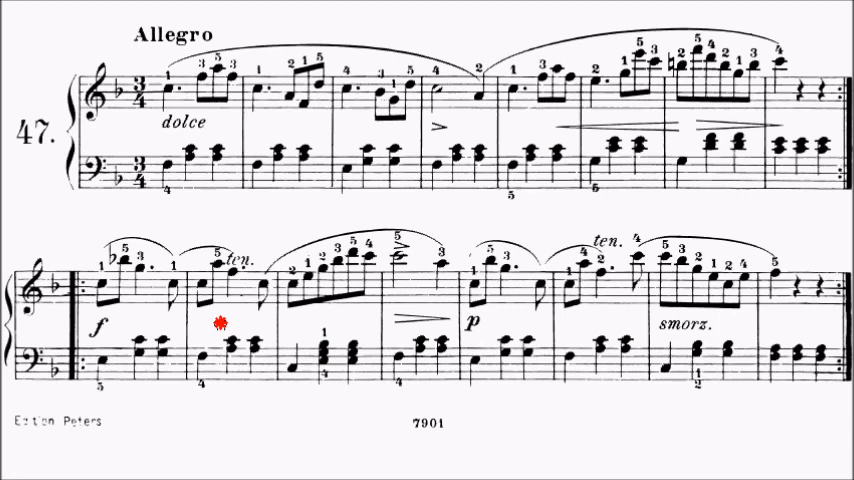 Allegro
47.
dolce
ten.
ten.
f
p
smorz.
Edition Peters
7901